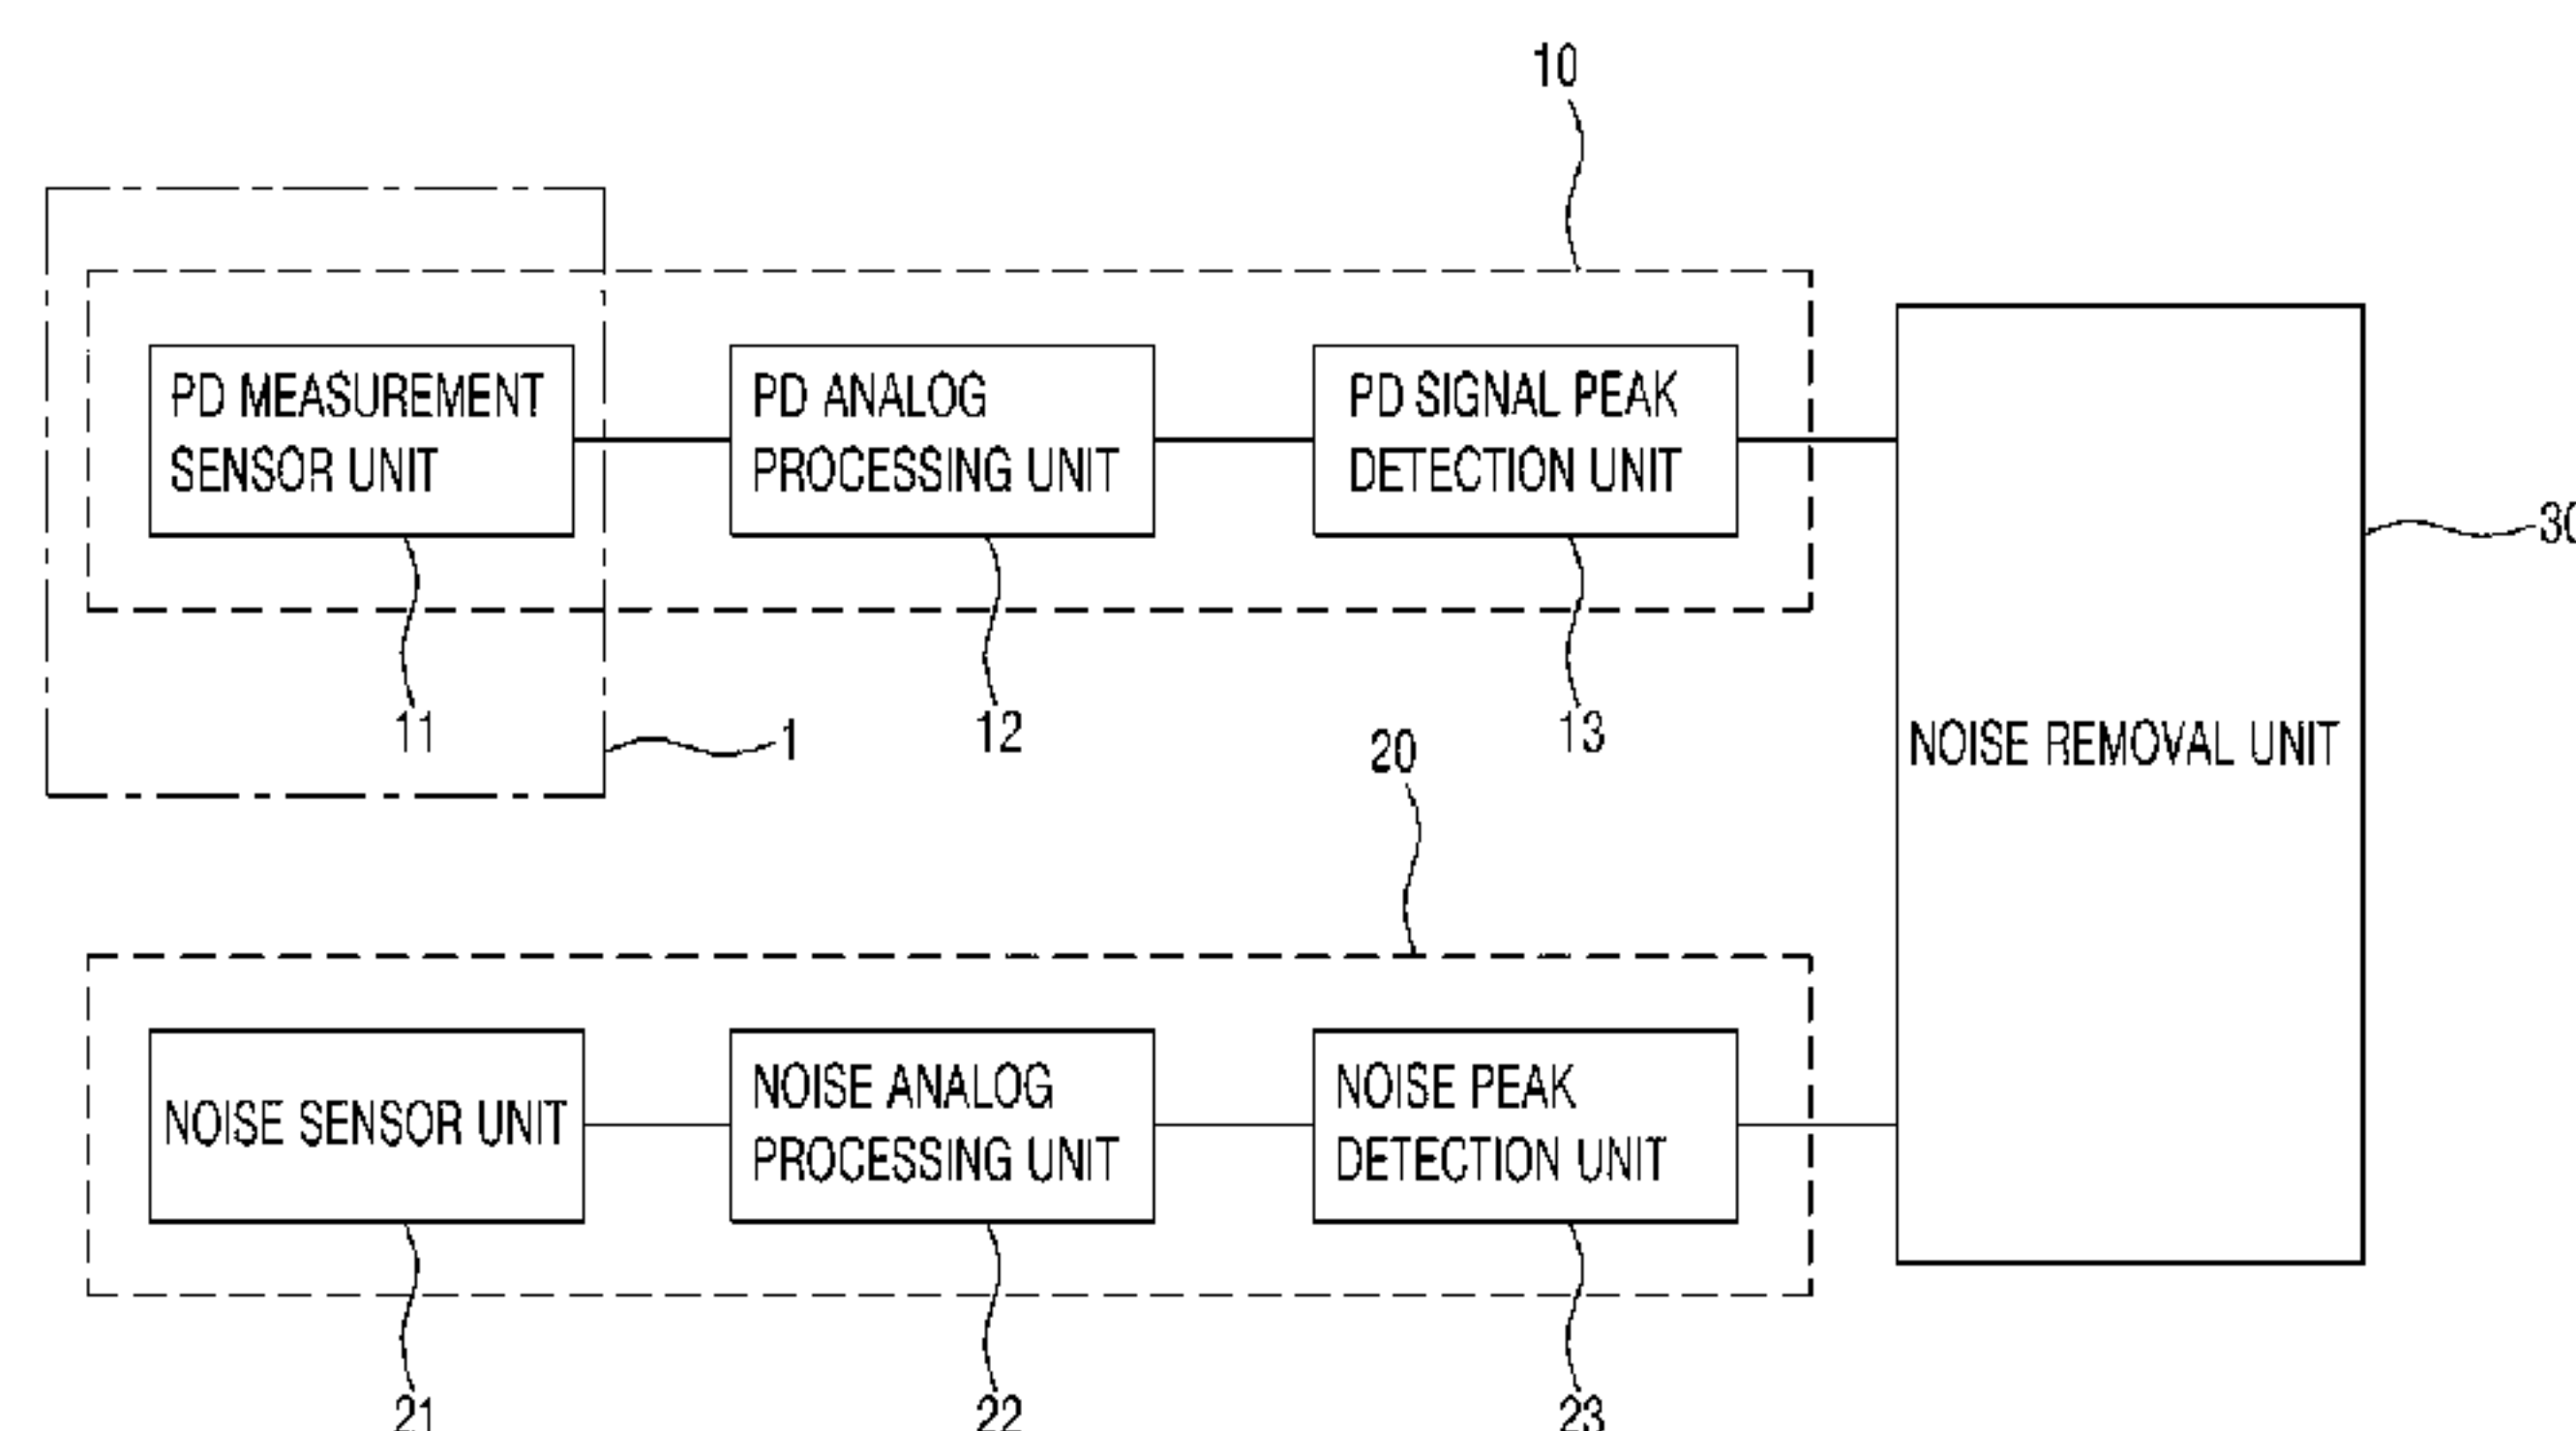 10
PD MEASUREMENT
SENSOR UNIT
PD ANALOG
PROCESSING UNIT
PD SIGNAL PEAK
DETECTION UNIT
30
11
1
12
13
NOISE REMOVAL UNIT
20
NOISE SENSOR UNIT
NOISE ANALOG
PROCESSING UNIT
NOISE PEAK
DETECTION UNIT
21
22
23